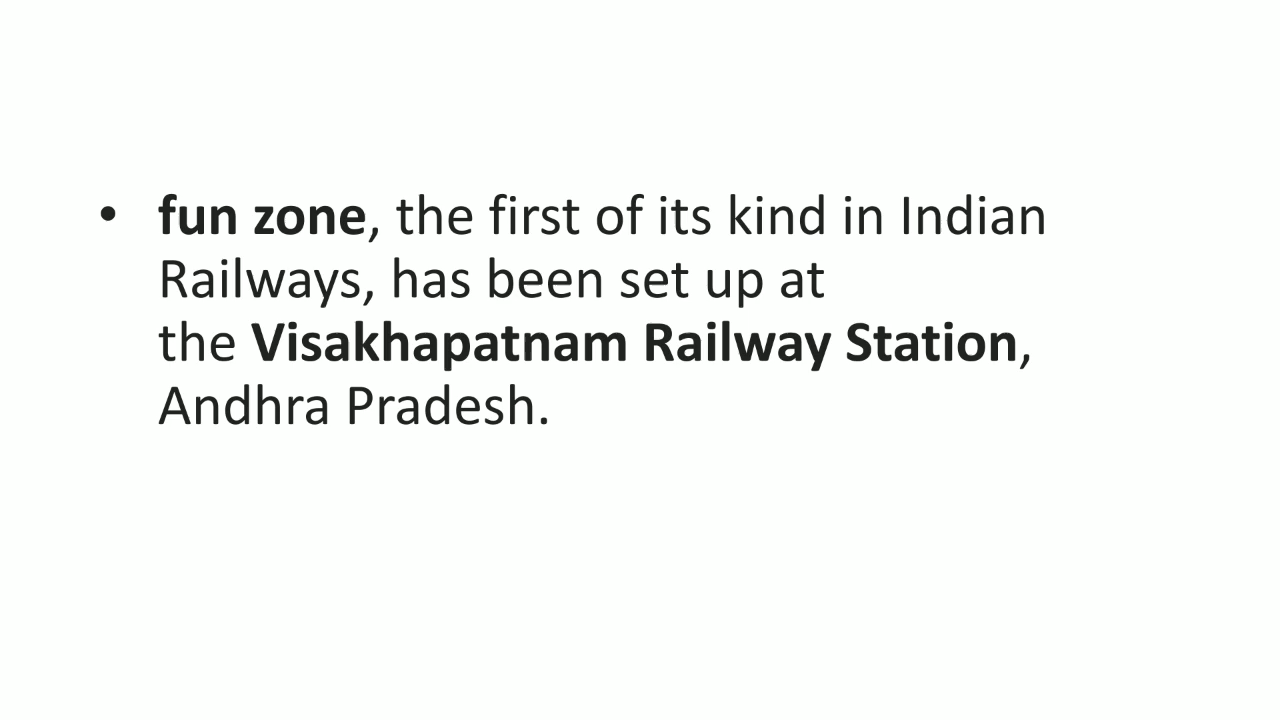 • fun zone, the first of its kind in Indian
Railways, has been set up at
the Visakhapatnam Railway Station,
Andhra Pradesh.